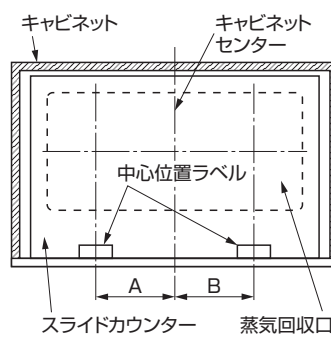 キャビネット
キャビネット
センター
中心位置ラベル
A
B
スライドカウンター
蒸気回収口